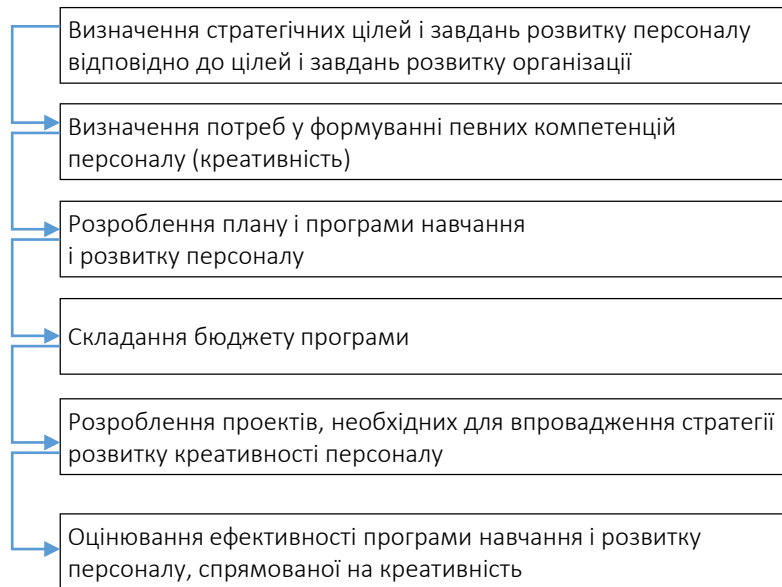 Визначення стратегічних цілей і завдань розвитку персоналу
відповідно до цілей і завдань розвитку організації
Визначення потреб у формуванні певних компетенцій
персоналу (креативність)
Розроблення плану і програми навчання
і розвитку персоналу
Складання бюджету програми
Розроблення проектів, необхідних для впровадження стратегії
розвитку креативності персоналу
Оцінювання ефективності програми навчання і розвитку
персоналу, спрямованої на креативність